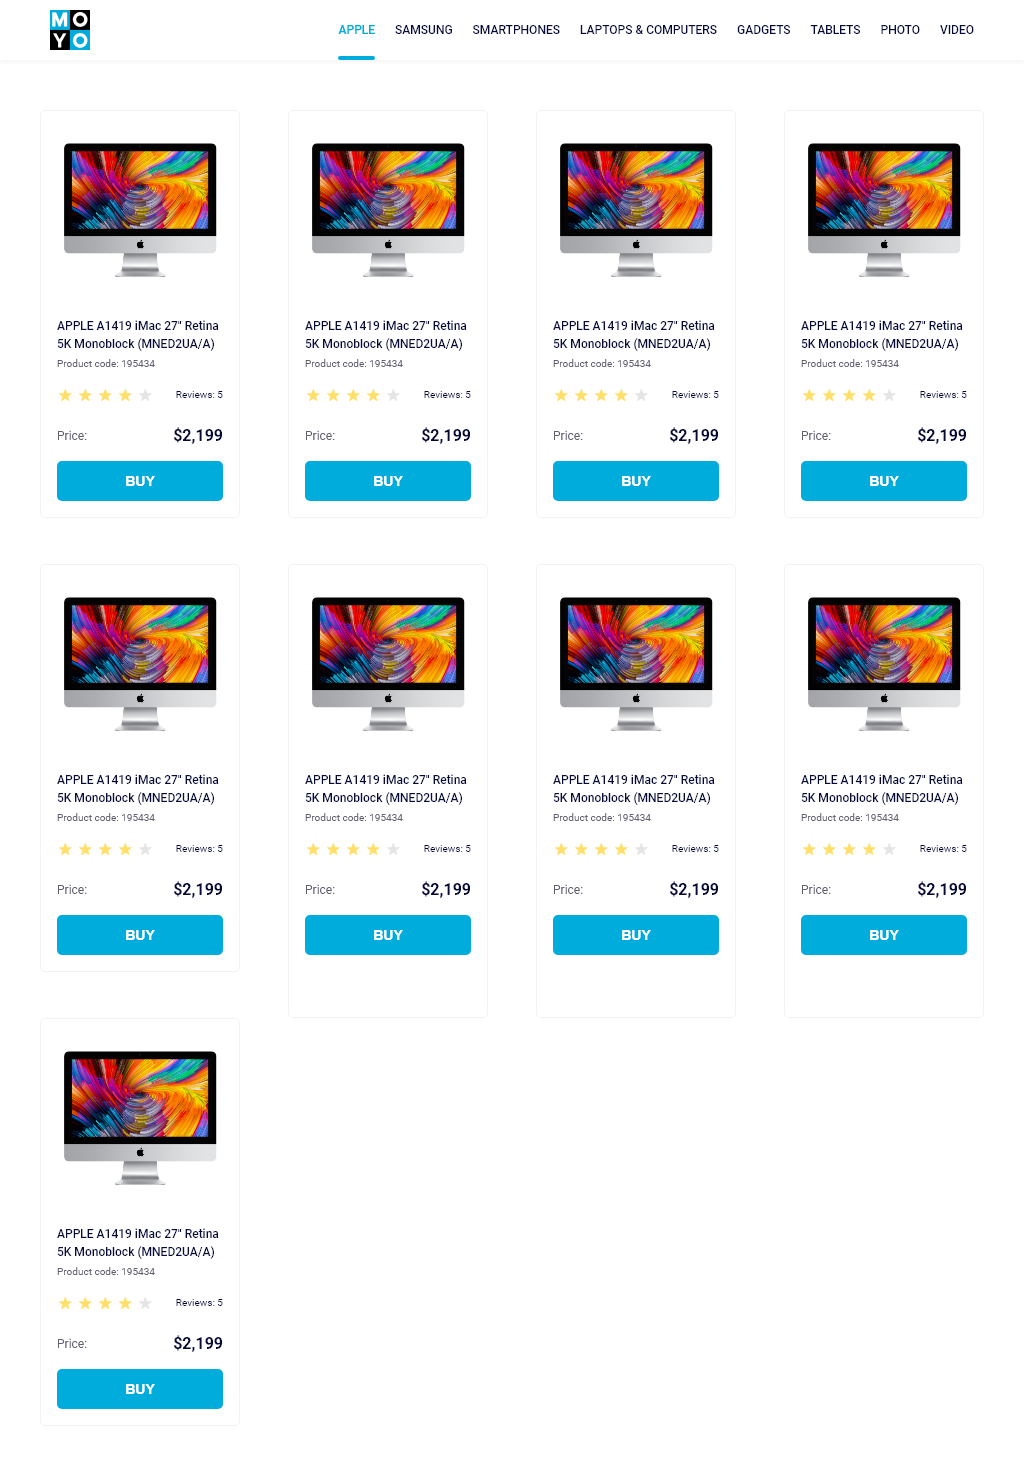 MO
YO
APPLE SAMSUNG SMARTPHONES LAPTOPS & COMPUTERS GADGETS TABLETS PHOTO VIDEO
APPLE A1419 iMac 27" Retina
5K Monoblock (MNED2UA/A)
Product code: 195434
Reviews: 5
Price: $2,199
BUY
APPLE A1419 iMac 27" Retina
5K Monoblock (MNED2UA/A)
Product code: 195434
Reviews: 5
Price: $2,199
BUY
APPLE A1419 iMac 27" Retina
5K Monoblock (MNED2UA/A)
Product code: 195434
Reviews: 5
Price: $2,199
BUY
APPLE A1419 iMac 27" Retina
5K Monoblock (MNED2UA/A)
Product code: 195434
Reviews: 5
Price: $2,199
BUY
APPLE A1419 iMac 27" Retina
5K Monoblock (MNED2UA/A)
Product code: 195434
Reviews: 5
Price: $2,199
BUY
APPLE A1419 iMac 27" Retina
5K Monoblock (MNED2UA/A)
Product code: 195434
Reviews: 5
Price: $2,199
BUY
APPLE A1419 iMac 27" Retina
5K Monoblock (MNED2UA/A)
Product code: 195434
Reviews: 5
Price: $2,199
BUY
APPLE A1419 iMac 27" Retina
5K Monoblock (MNED2UA/A)
Product code: 195434
Reviews: 5
Price: $2,199
BUY
APPLE A1419 iMac 27" Retina
5K Monoblock (MNED2UA/A)
Product code: 195434
Reviews: 5
Price: $2,199
BUY